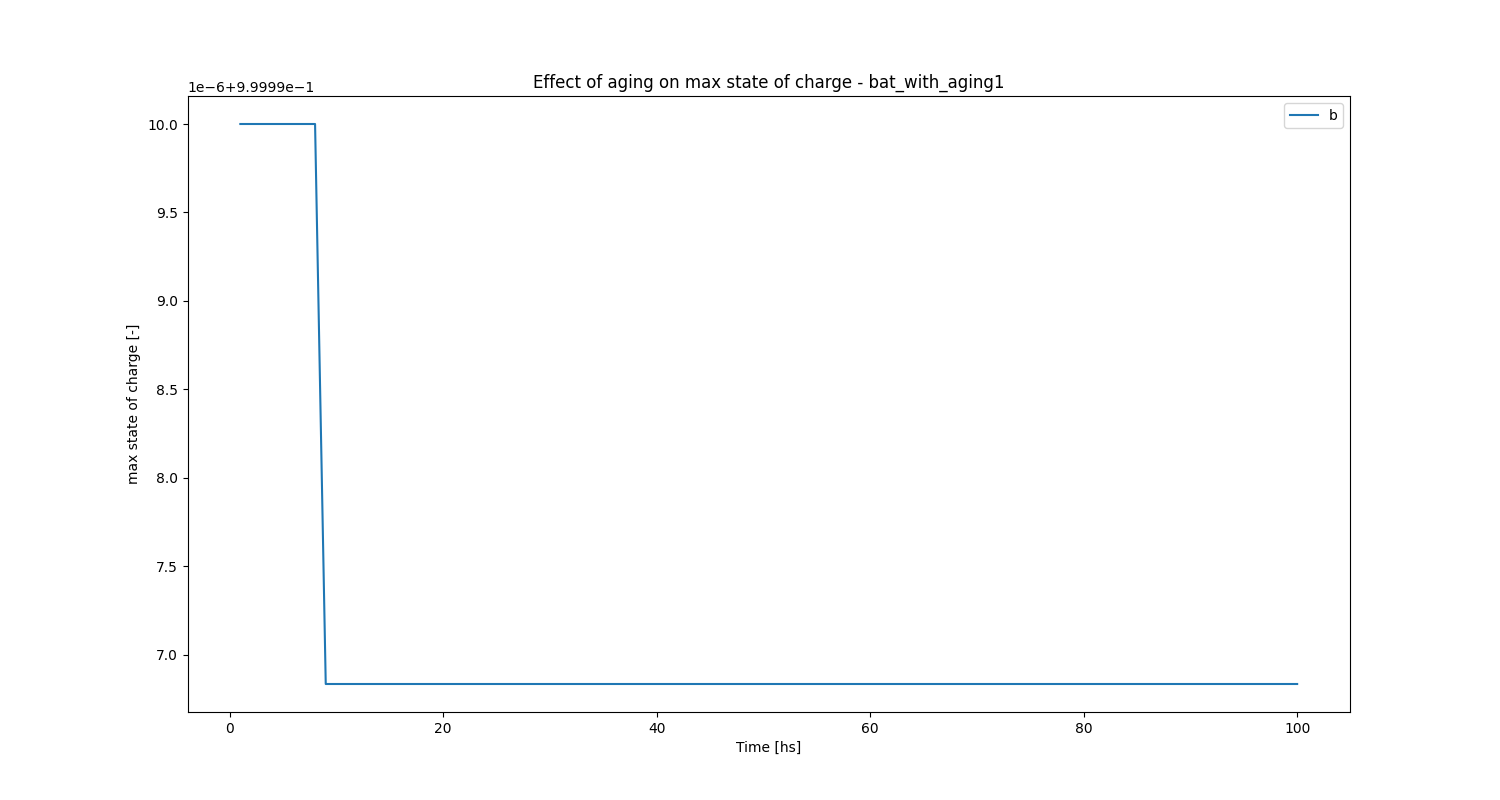 Effect of aging on max state of charge - bat_with_aging1
1e−6+9.9999e−1
b
10.0
9.5
9.0
8.5
8.0
7.5
7.0
max state of charge [-]
0 20 40 60 80 100
Time [hs]